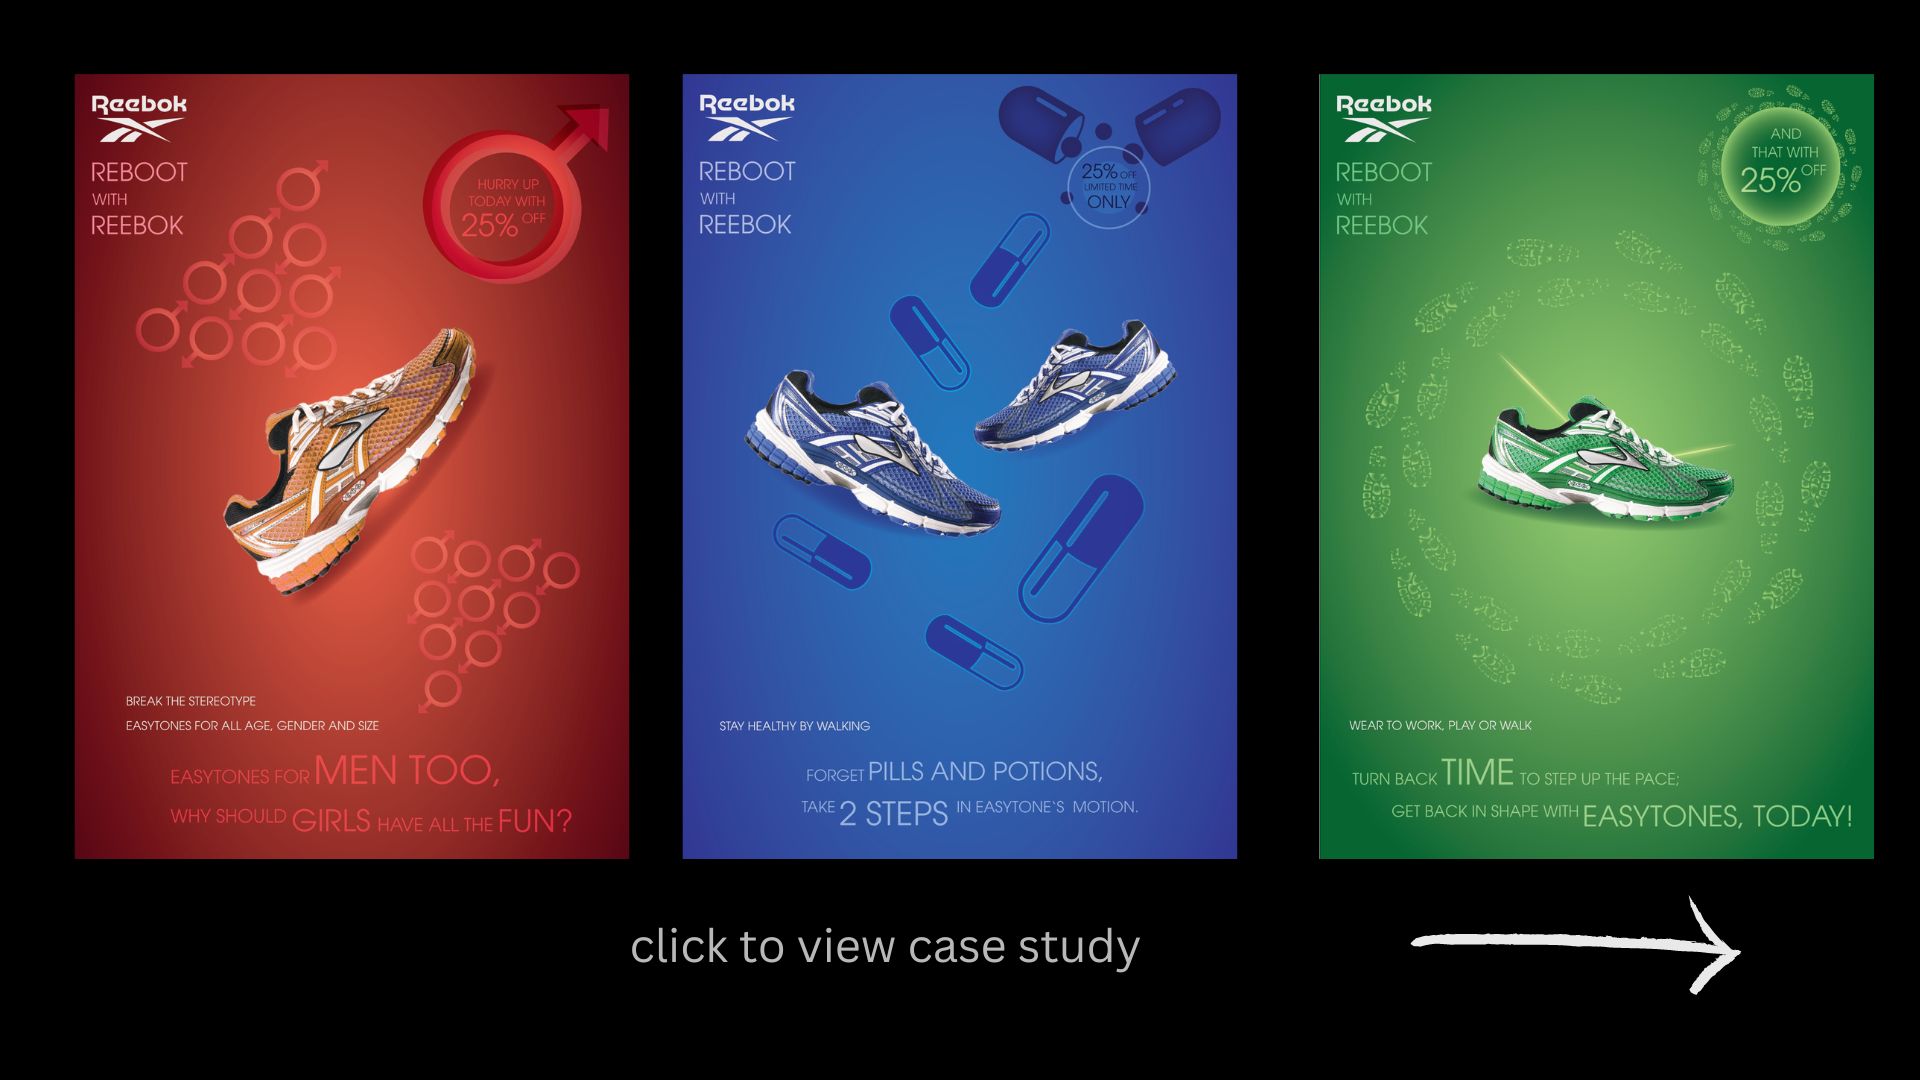 Reebok
REBOOT
WITH
REEBOK
HURRY UP
TODAY WITH
25% OFF
BREAK THE STEREOTYPE
EASYTONES FOR ALL AGE, GENDER AND SIZE
EASYTONES FOR MEN TOO,
WHY SHOULD GIRLS HAVE ALL THE FUN?
Reebok
REBOOT
WITH
REEBOK
25% OFF
LIMITED TIME
ONLY
STAY HEALTHY BY WALKING
FORGET PILLS AND POTIONS,
TAKE 2 STEPS IN EASYTONE`S MOTION.
Reebok
REBOOT
WITH
REEBOK
AND
THAT WITH
25% OFF
WEAR TO WORK, PLAY OR WALK
TURN BACK TIME TO STEP UP THE PACE;
GET BACK IN SHAPE WITH EASYTONES, TODAY!
click to view case study